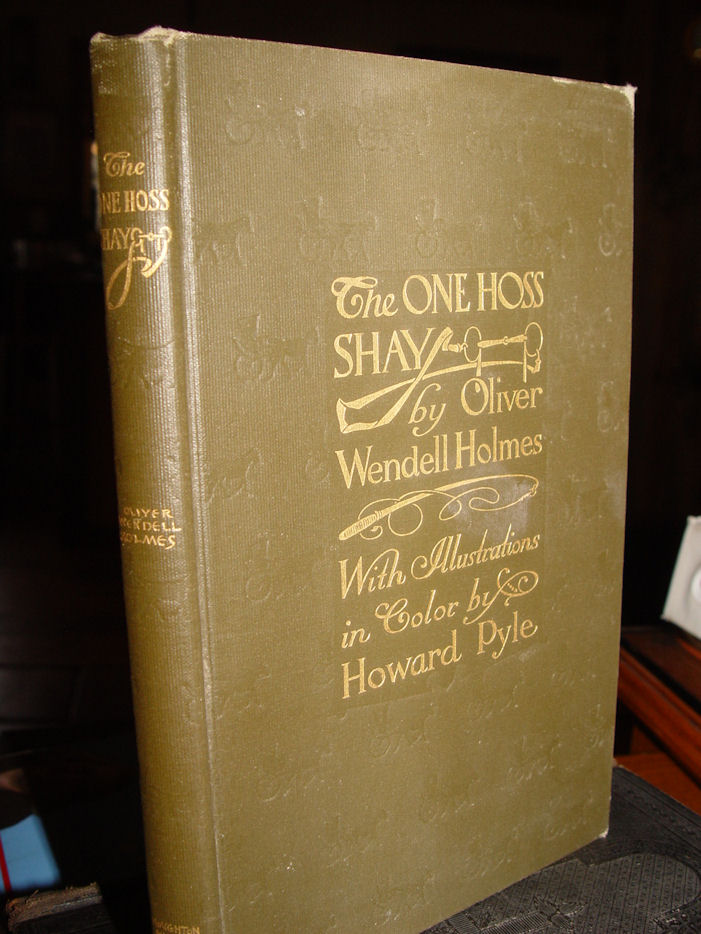 The
ONE HOSS
SHAY
OLIVER
WENDELL
HOLMES
The ONE HOSS
SHAY
by Oliver
Wendell Holmes
With Illustrations
in Color by
Howard Pyle